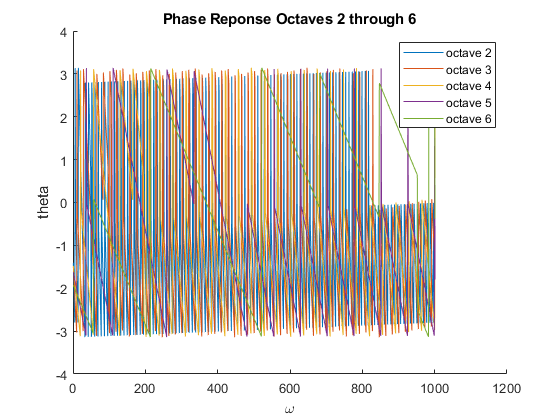 Phase Reponse Octaves 2 through 6
4
3
2
1
0
-1
-2
-3
-4
theta
octave 2
octave 3
octave 4
octave 5
octave 6
0
200
400
600
800
1000
1200
ω